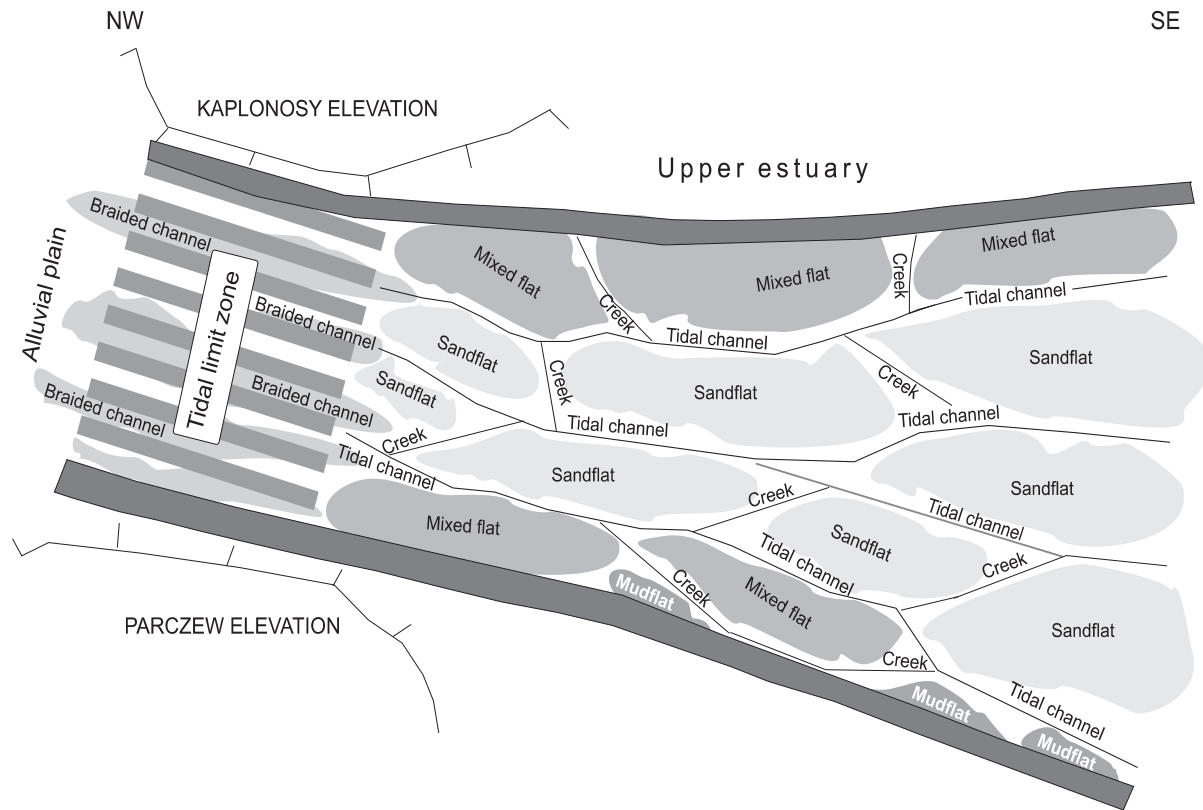 NW
SE
KAPLONOSY ELEVATION
Upper estuary
Braided channel
Alluvial plain
Tidal limit zone
Mixed flat
Mixed flat
Mixed flat
Creek
Creek
Tidal channel
Tidal channel
Braided channel
Sandflat
Sandflat
Sandflat
Sandflat
Creek
Creek
Braided channel
Braided channel
Tidal channel
Tidal channel
Creek
Tidal channel
Sandflat
Sandflat
Creek
Tidal channel
Mixed flat
Sandflat
Tidal channel
Creek
Mudflat
Creek
Mixed flat
PARCZEW ELEVATION
Sandflat
Creek
Mudflat
Tidal channel
Mudflat